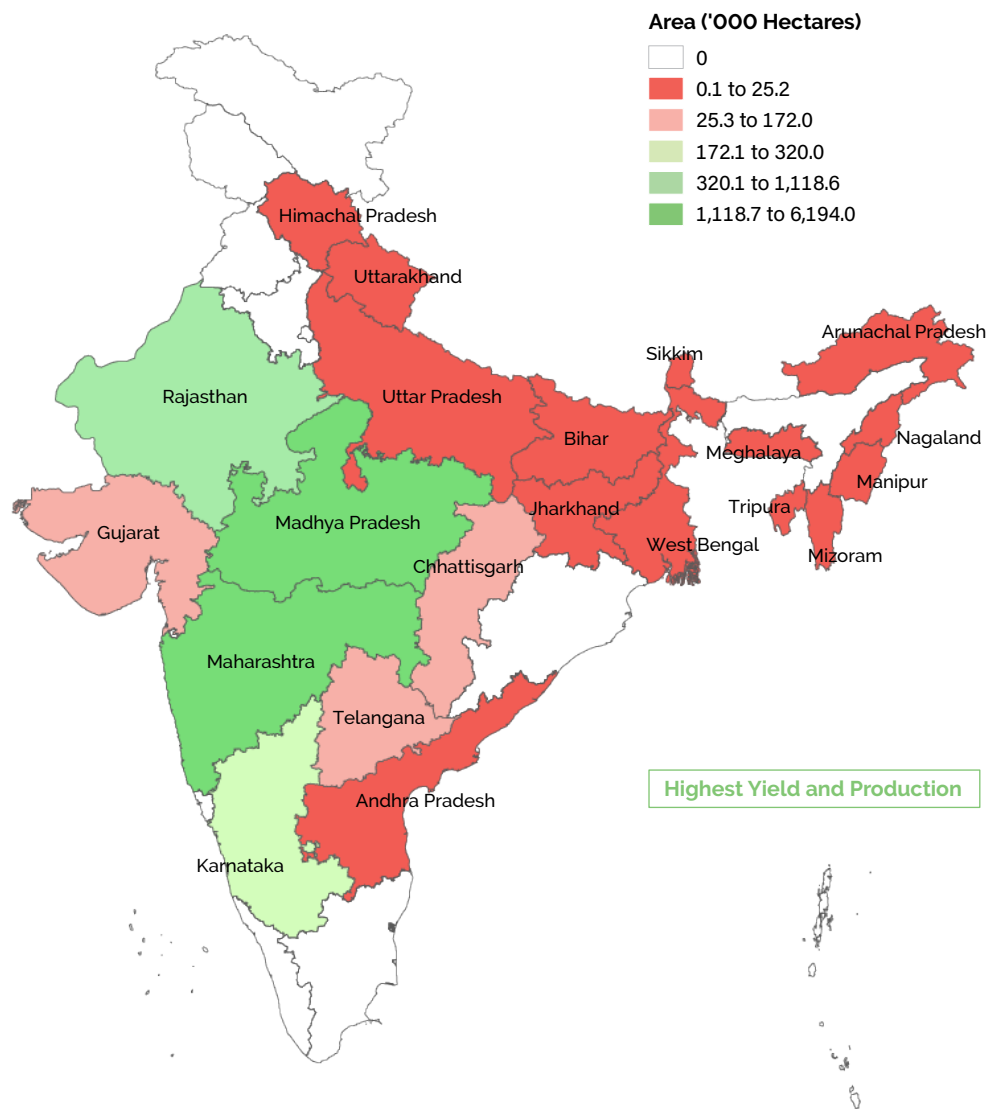 Area ('000 Hectares)
0
0.1 to 25.2
25.3 to 172.0
172.1 to 320.0
320.1 to 1,118.6
1,118.7 to 6,194.0
Himachal Pradesh
Uttarakhand
Arunachal Pradesh
Sikkim
Rajasthan
Uttar Pradesh
Bihar
Nagaland
Meghalaya
Manipur
Tripura
Jharkhand
Madhya Pradesh
Gujarat
West Bengal
Mizoram
Chhattisgarh
Maharashtra
Telangana
Highest Yield and Production
Andhra Pradesh
Karnataka